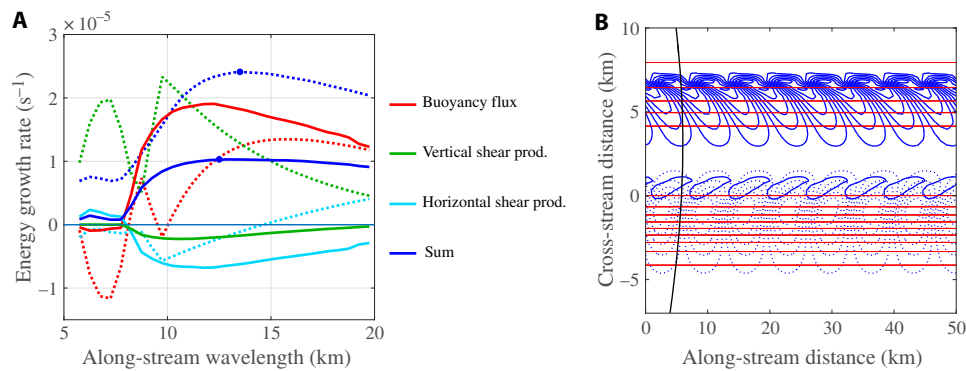 A
× 10⁻⁵
3
2
1
0
−1
5
10
15
20
Energy growth rate (s⁻¹)
Along-stream wavelength (km)
Buoyancy flux
Vertical shear prod.
Horizontal shear prod.
Sum
B
10
5
0
−5
0
10
20
30
40
50
Cross-stream distance (km)
Along-stream distance (km)